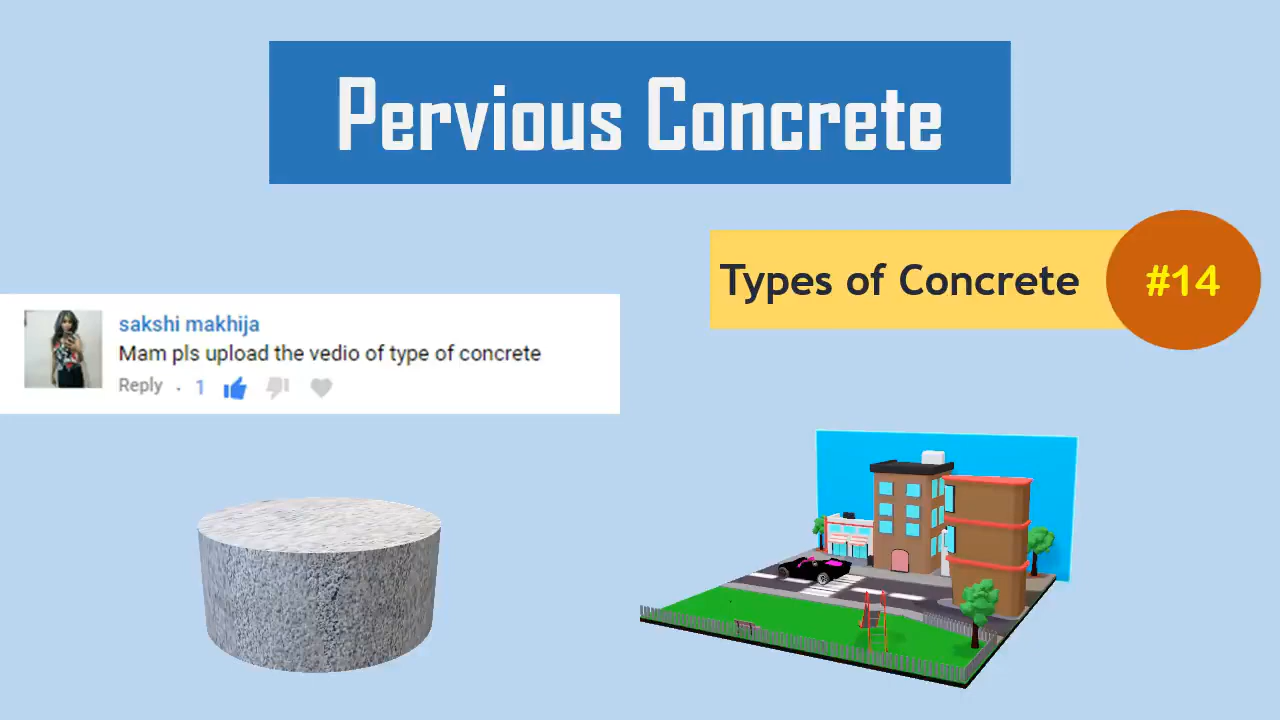 Pervious Concrete
Types of Concrete #14
sakshi makhija
Mam pls upload the vedio of type of concrete
Reply · 1